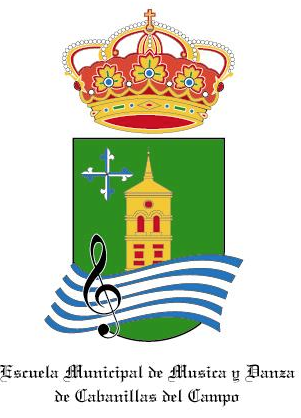 Escuela Municipal de Musica y Danza
de Cabanillas del Campo